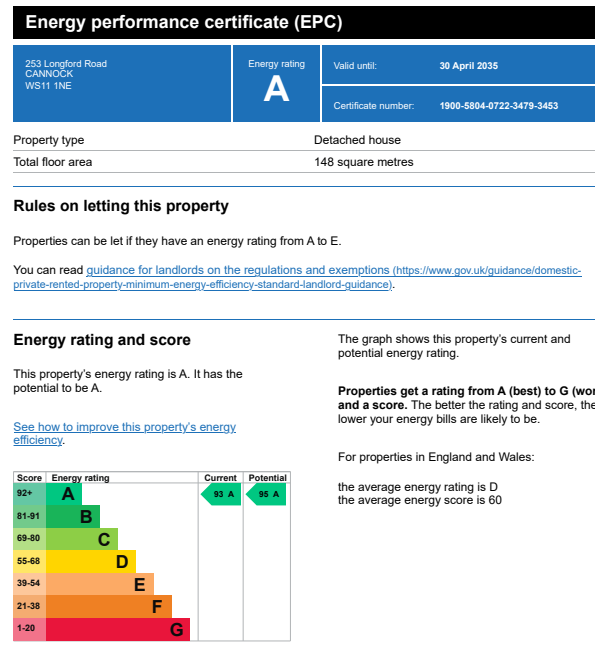 Energy performance certificate (EPC)
253 Longford Road
CANNOCK
WS11 1NE
Energy rating
A
Valid until: 30 April 2035
Certificate number: 1900-5804-0722-3479-3453
Property type Detached house
Total floor area 148 square metres
Rules on letting this property
Properties can be let if they have an energy rating from A to E.
You can read guidance for landlords on the regulations and exemptions (https://www.gov.uk/guidance/domestic-
private-rented-property-minimum-energy-efficiency-standard-landlord-guidance).
Energy rating and score
This property's energy rating is A. It has the
potential to be A.
See how to improve this property's energy
efficiency.
Score Energy rating Current Potential
92+ A 93 A 95 A
81-91 B
69-80 C
55-68 D
39-54 E
21-38 F
1-20 G
The graph shows this property's current and
potential energy rating.
Properties get a rating from A (best) to G (wor
and a score. The better the rating and score, the
lower your energy bills are likely to be.
For properties in England and Wales:
the average energy rating is D
the average energy score is 60